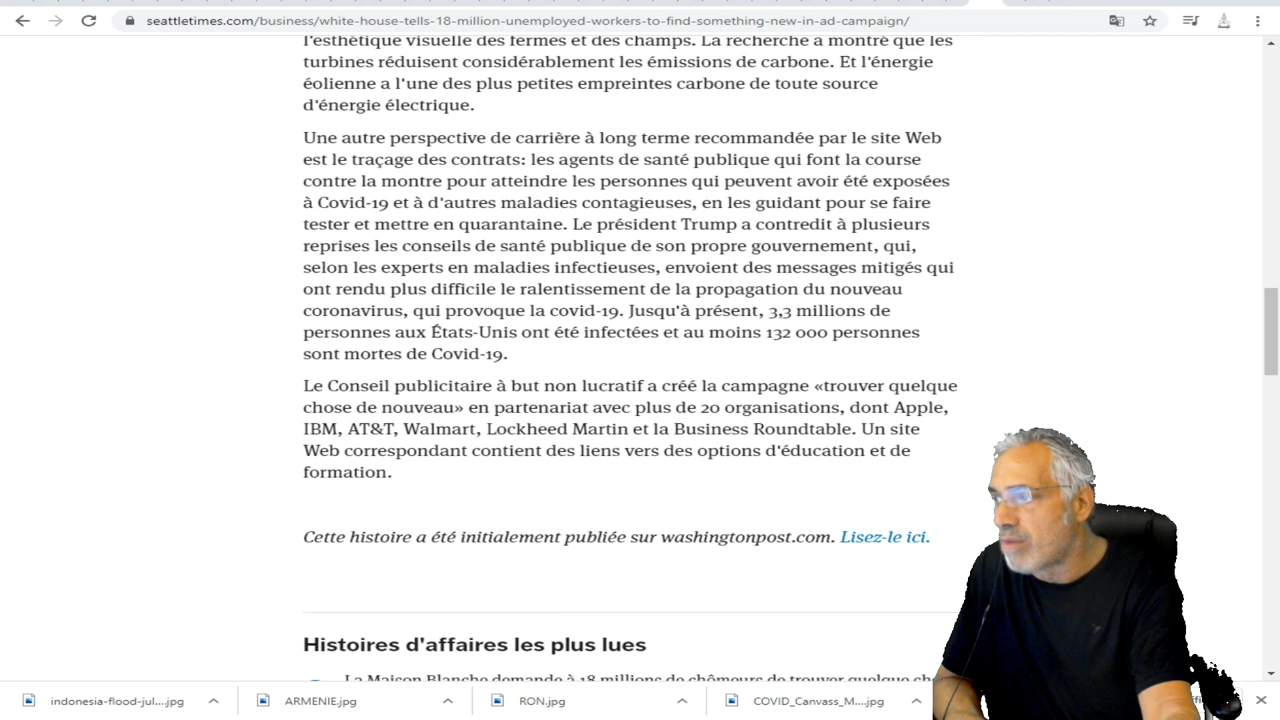 seattletimes.com/business/white-house-tells-18-million-unemployed-workers-to-find-something-new-in-ad-campaign/
l'esthétique visuelle des fermes et des champs. La recherche a montré que les
turbines réduisent considérablement les émissions de carbone. Et l'énergie
éolienne a l'une des plus petites empreintes carbone de toute source
d'énergie électrique.
Une autre perspective de carrière à long terme recommandée par le site Web
est le traçage des contrats: les agents de santé publique qui font la course
contre la montre pour atteindre les personnes qui peuvent avoir été exposées
à Covid-19 et à d'autres maladies contagieuses, en les guidant pour se faire
tester et mettre en quarantaine. Le président Trump a contredit à plusieurs
reprises les conseils de santé publique de son propre gouvernement, qui,
selon les experts en maladies infectieuses, envoient des messages mitigés qui
ont rendu plus difficile le ralentissement de la propagation du nouveau
coronavirus, qui provoque la covid-19. Jusqu'à présent, 3,3 millions de
personnes aux États-Unis ont été infectées et au moins 132 000 personnes
sont mortes de Covid-19.
Le Conseil publicitaire à but non lucratif a créé la campagne «trouver quelque
chose de nouveau» en partenariat avec plus de 20 organisations, dont Apple,
IBM, AT&T, Walmart, Lockheed Martin et la Business Roundtable. Un site
Web correspondant contient des liens vers des options d'éducation et de
formation.
Cette histoire a été initialement publiée sur washingtonpost.com. Lisez-le ici.
Histoires d'affaires les plus lues
La Maison Blanche demande à 18 millions de chômeurs de trouver quelque
indonesia-flood-jul....jpg
ARMENIE.jpg
RON.jpg
COVID_Canvass_M....jpg